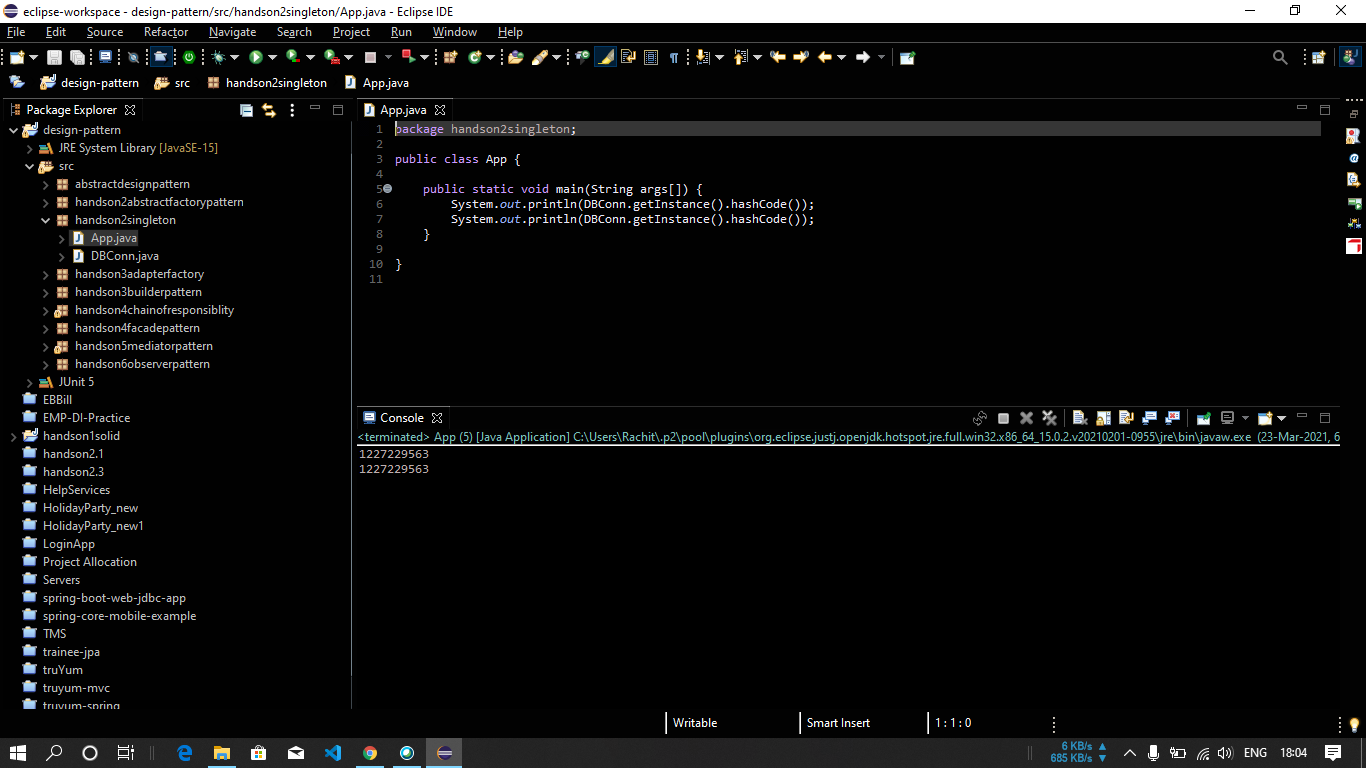 eclipse-workspace - design-pattern/src/handson2singleton/App.java - Eclipse IDE
File Edit Source Refactor Navigate Search Project Run Window Help
design-pattern src handson2singleton App.java
Package Explorer
design-pattern
JRE System Library [JavaSE-15]
src
abstractdesignpattern
handson2abstractfactorypattern
handson2singleton
App.java
DBConn.java
handson3adapterfactory
handson3builderpattern
handson4chainofresponsiblity
handson4facadepattern
handson5mediatorpattern
handson6observerpattern
JUnit 5
EBBill
EMP-DI-Practice
handson1solid
handson2.1
handson2.3
HelpServices
HolidayParty_new
HolidayParty_new1
LoginApp
Project Allocation
Servers
spring-boot-web-jdbc-app
spring-core-mobile-example
TMS
trainee-jpa
truYum
truyum-mvc
truyum-spring
App.java
1 package handson2singleton;
2
3 public class App {
4
5 public static void main(String args[]) {
6 System.out.println(DBConn.getInstance().hashCode());
7 System.out.println(DBConn.getInstance().hashCode());
8 }
9
10 }
11
Console
<terminated> App (5) [Java Application] C:\Users\Rachit\.p2\pool\plugins\org.eclipse.justj.openjdk.hotspot.jre.full.win32.x86_64_15.0.2.v20210201-0955\jre\bin\javaw.exe (23-Mar-2021, 6
1227229563
1227229563
Writable Smart Insert 1 : 1 : 0
6 KB/s
685 KB/s
ENG 18:04